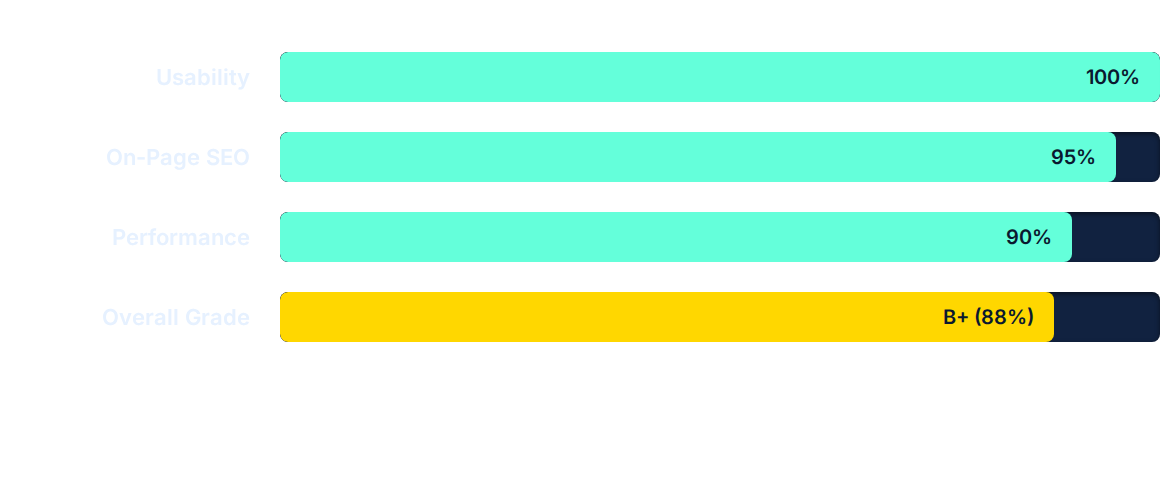 Usability 100%
On-Page SEO 95%
Performance 90%
Overall Grade B+ (88%)